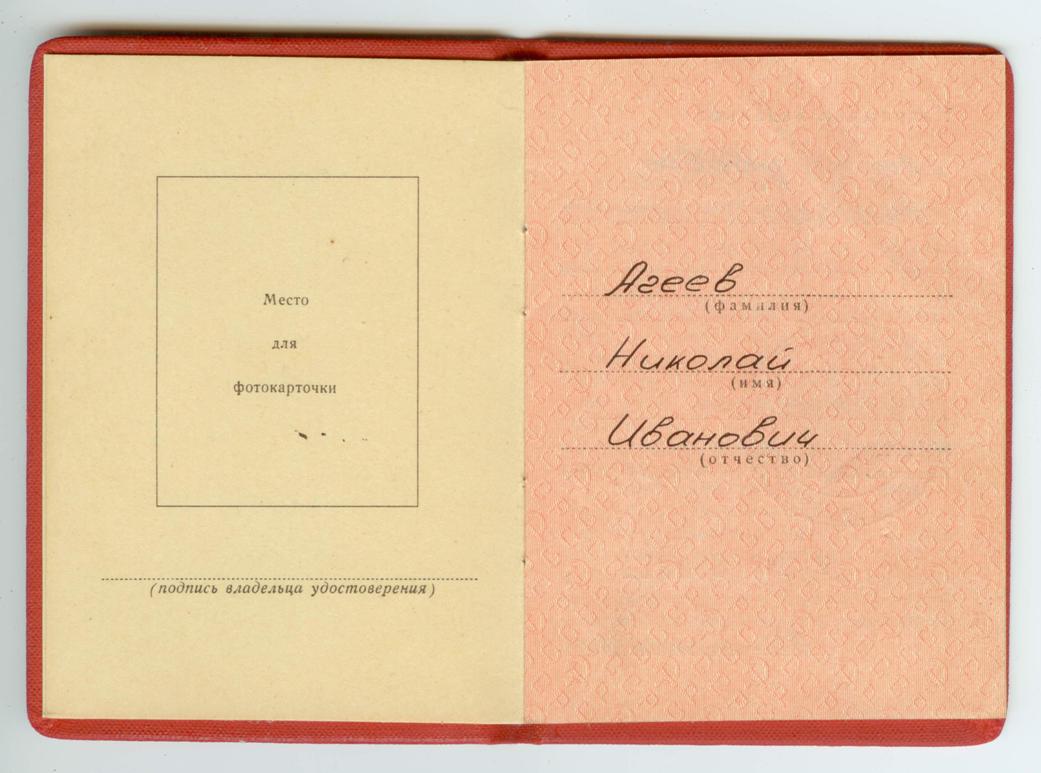 Место
для
фотокарточки
(подпись владельца удостоверения)
Агеев
(фамилия)
Николай
(имя)
Иванович
(отчество)